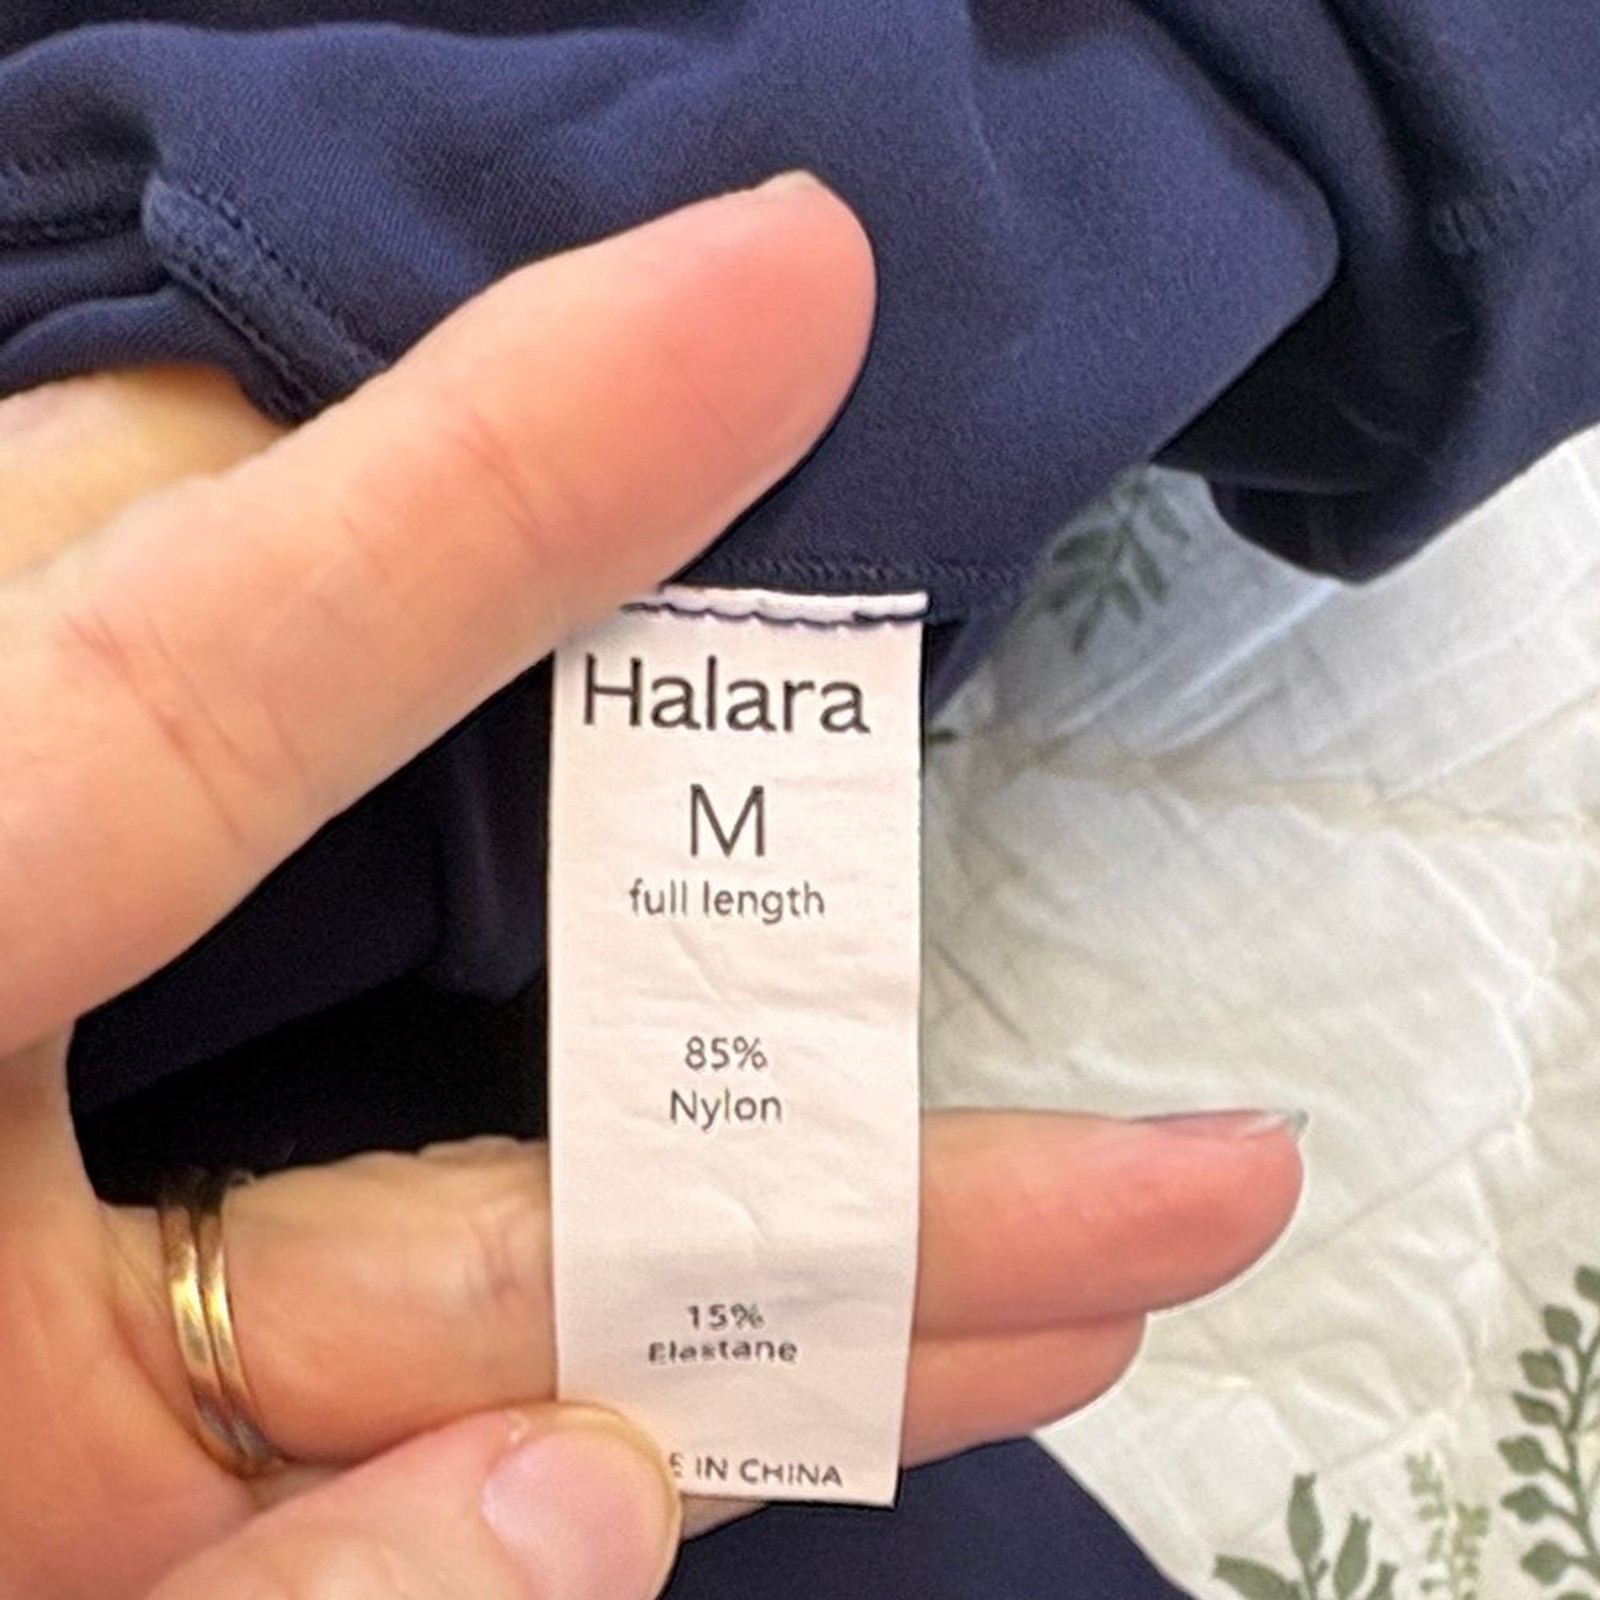 Halara
M
full length
85%
Nylon
15%
Elastane
E IN CHINA